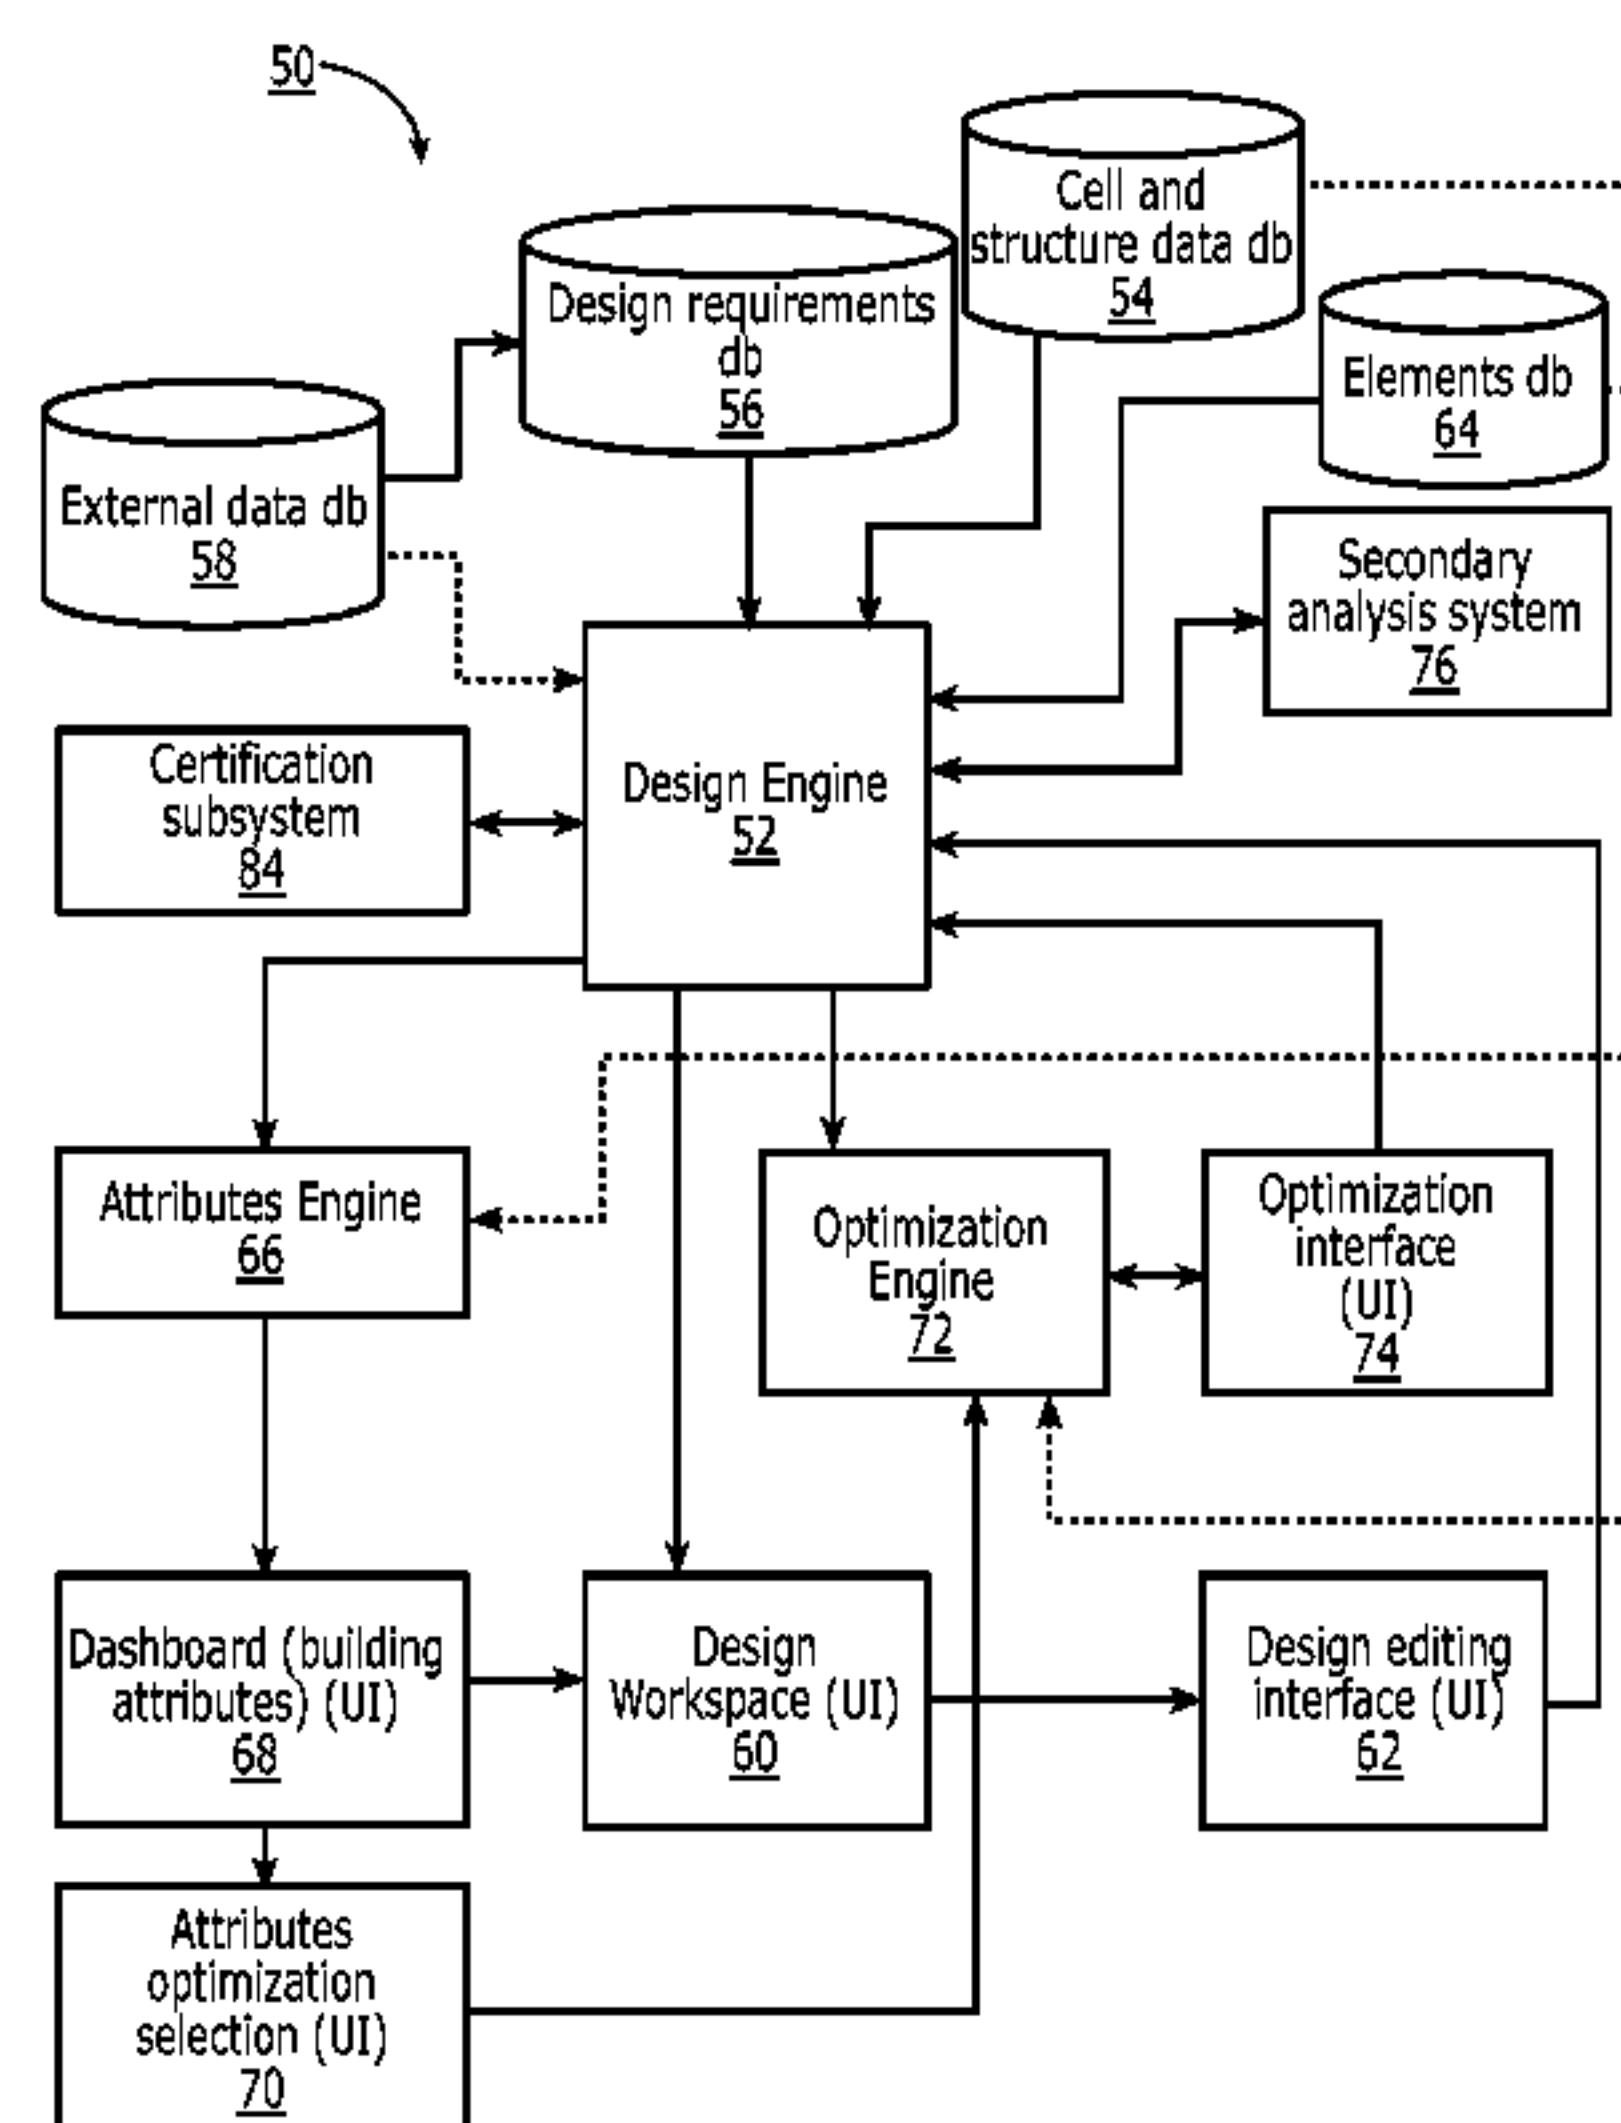 50
Cell and
structure data db
54
Design requirements
db
56
Elements db
64
External data db
58
Secondary
analysis system
76
Certification
subsystem
84
Design Engine
52
Attributes Engine
66
Optimization
Engine
72
Optimization
interface
(UI)
74
Dashboard (building
attributes) (UI)
68
Design
Workspace (UI)
60
Design editing
interface (UI)
62
Attributes
optimization
selection (UI)
70